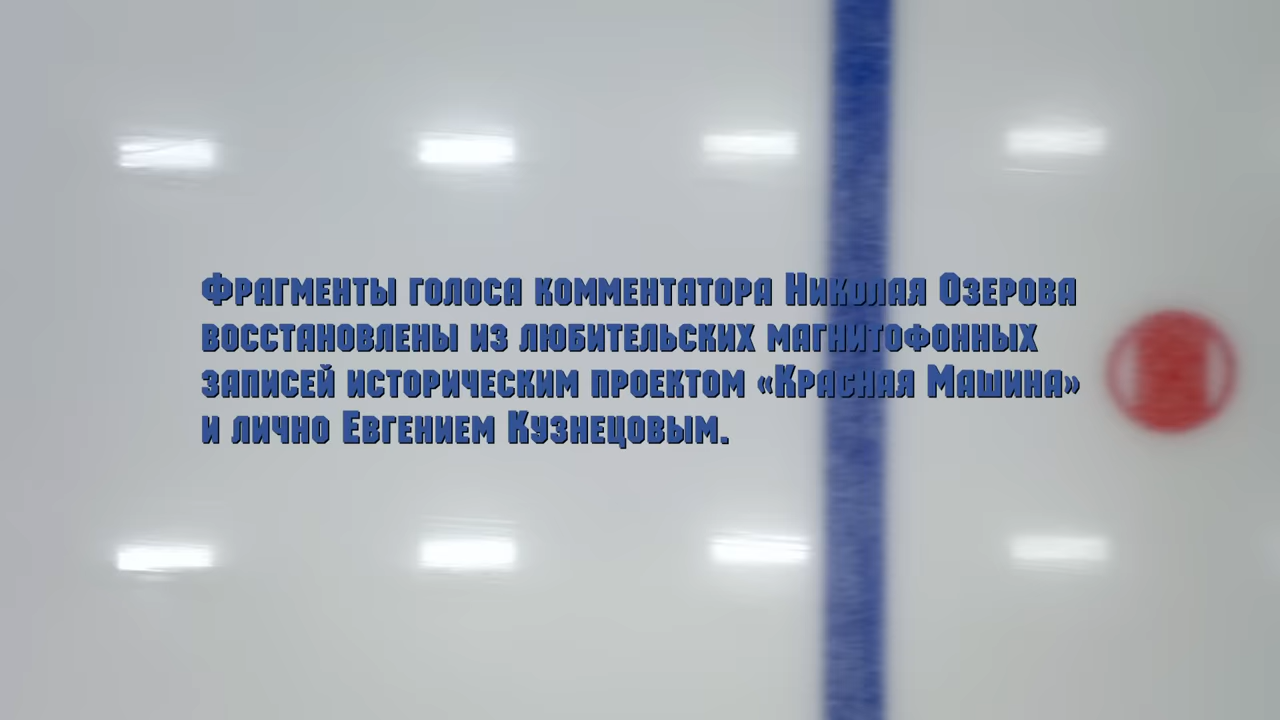 Фрагменты голоса комментатора Николая Озерова
восстановлены из любительских магнитофонных
записей историческим проектом «Красная Машина»
и лично Евгением Кузнецовым.